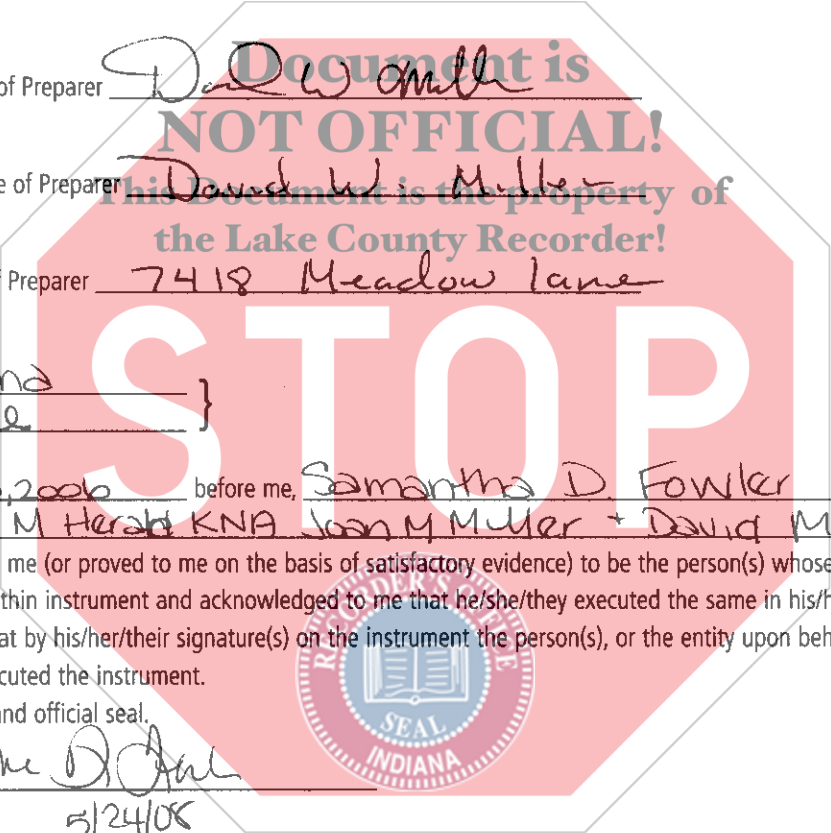 Document is
of Preparer
NOT OFFICIAL!
e of Preparer David W. Muller
This Document is the property of
the Lake County Recorder!
f Preparer 7418 Meadow lane
STOP
na
e }
,2006 before me, Samantha D. Fowler
M Herald KNA Joan M Muller + David M
me (or proved to me on the basis of satisfactory evidence) to be the person(s) whose
thin instrument and acknowledged to me that he/she/they executed the same in his/h
at by his/her/their signature(s) on the instrument the person(s), or the entity upon beh
cuted the instrument.
and official seal.
RECORDER'S OFFICE
SEAL
INDIANA
5/24/08